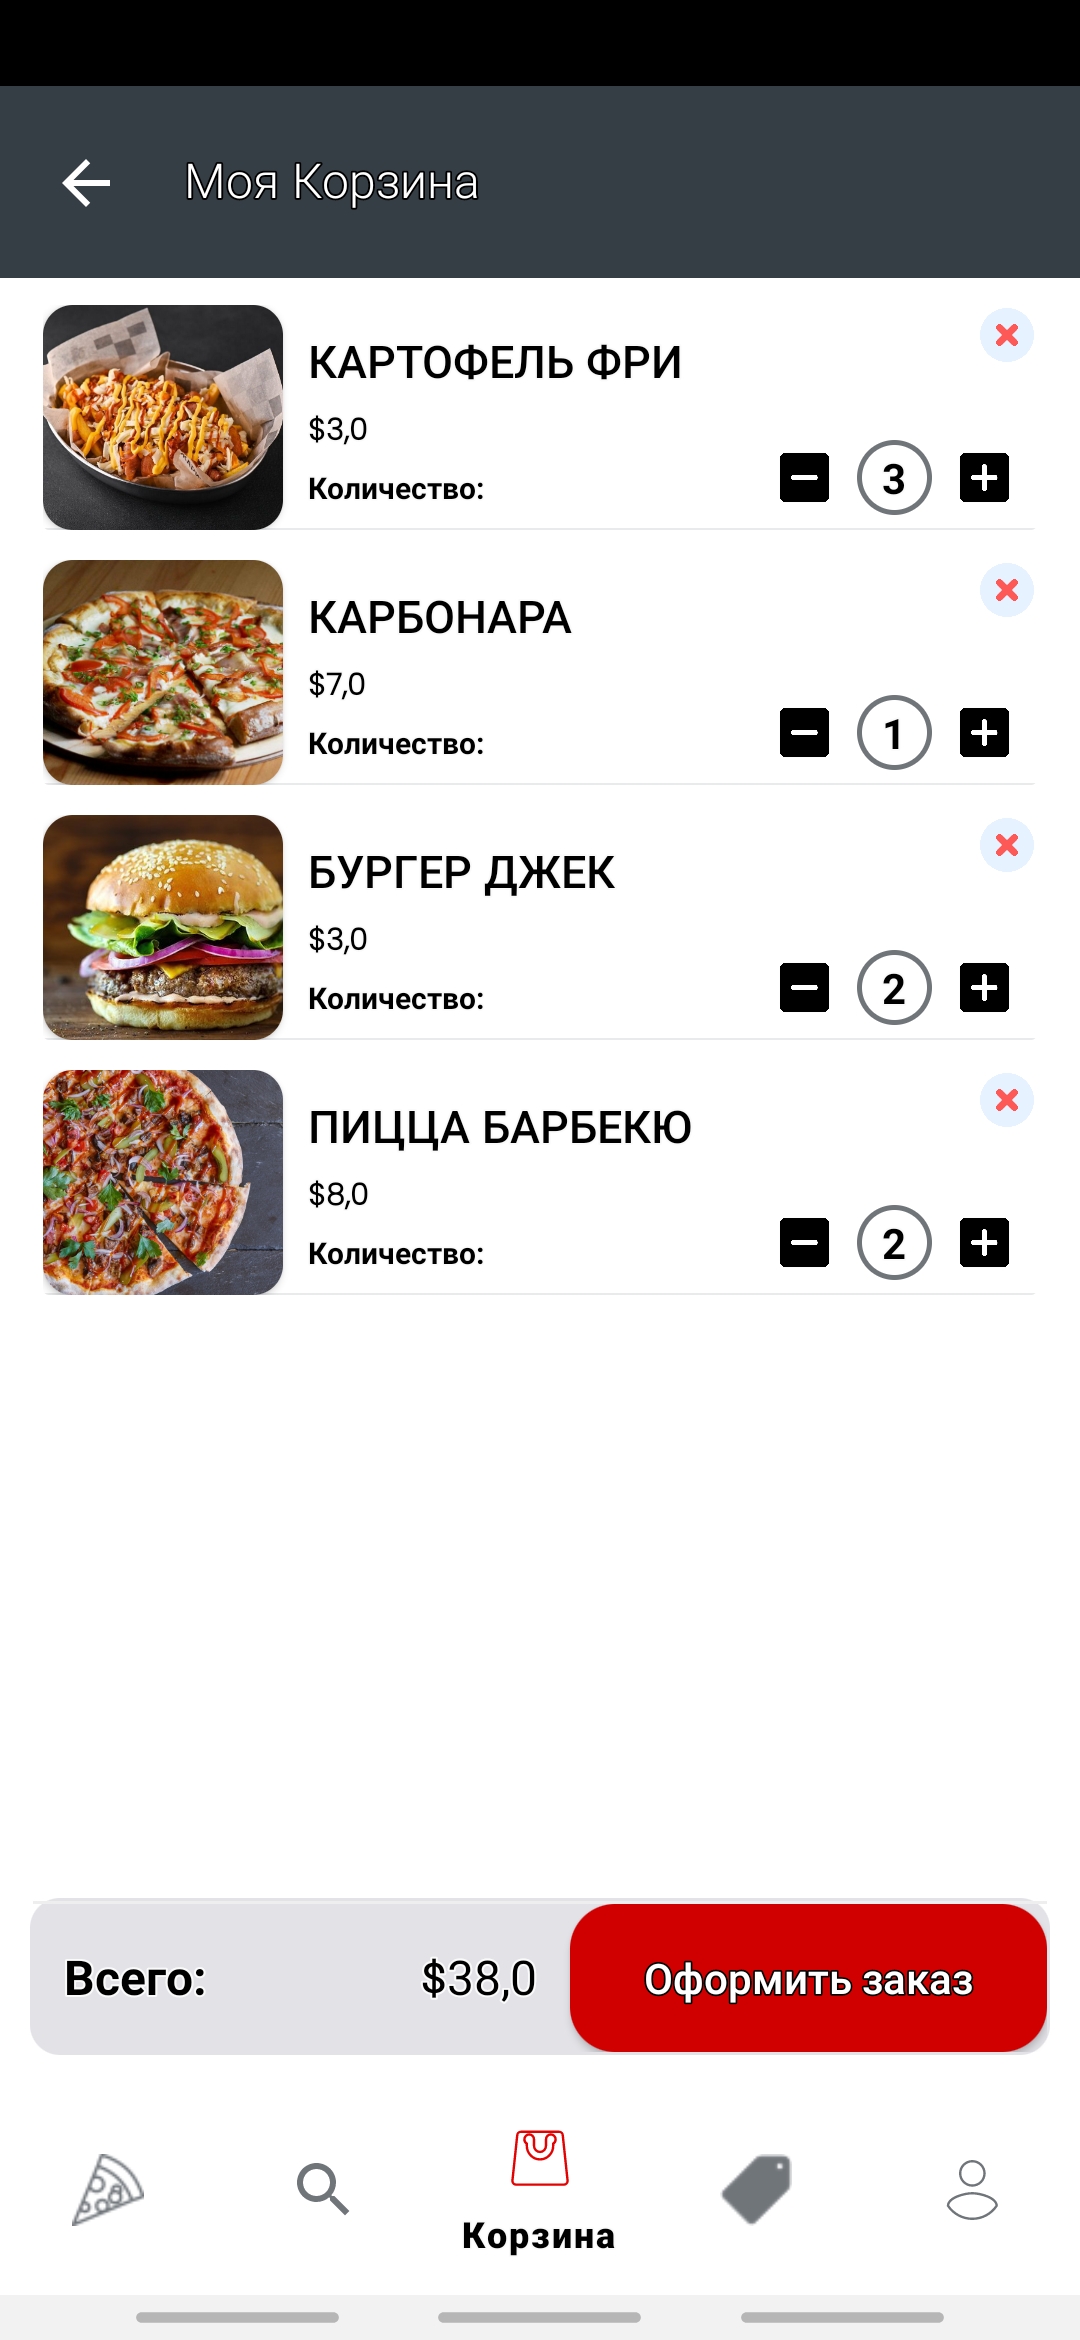 Моя Корзина
КАРТОФЕЛЬ ФРИ
$3,0
Количество:
3
КАРБОНАРА
$7,0
Количество:
1
БУРГЕР ДЖЕК
$3,0
Количество:
2
ПИЦЦА БАРБЕКЮ
$8,0
Количество:
2
Всего: $38,0 Оформить заказ
Корзина